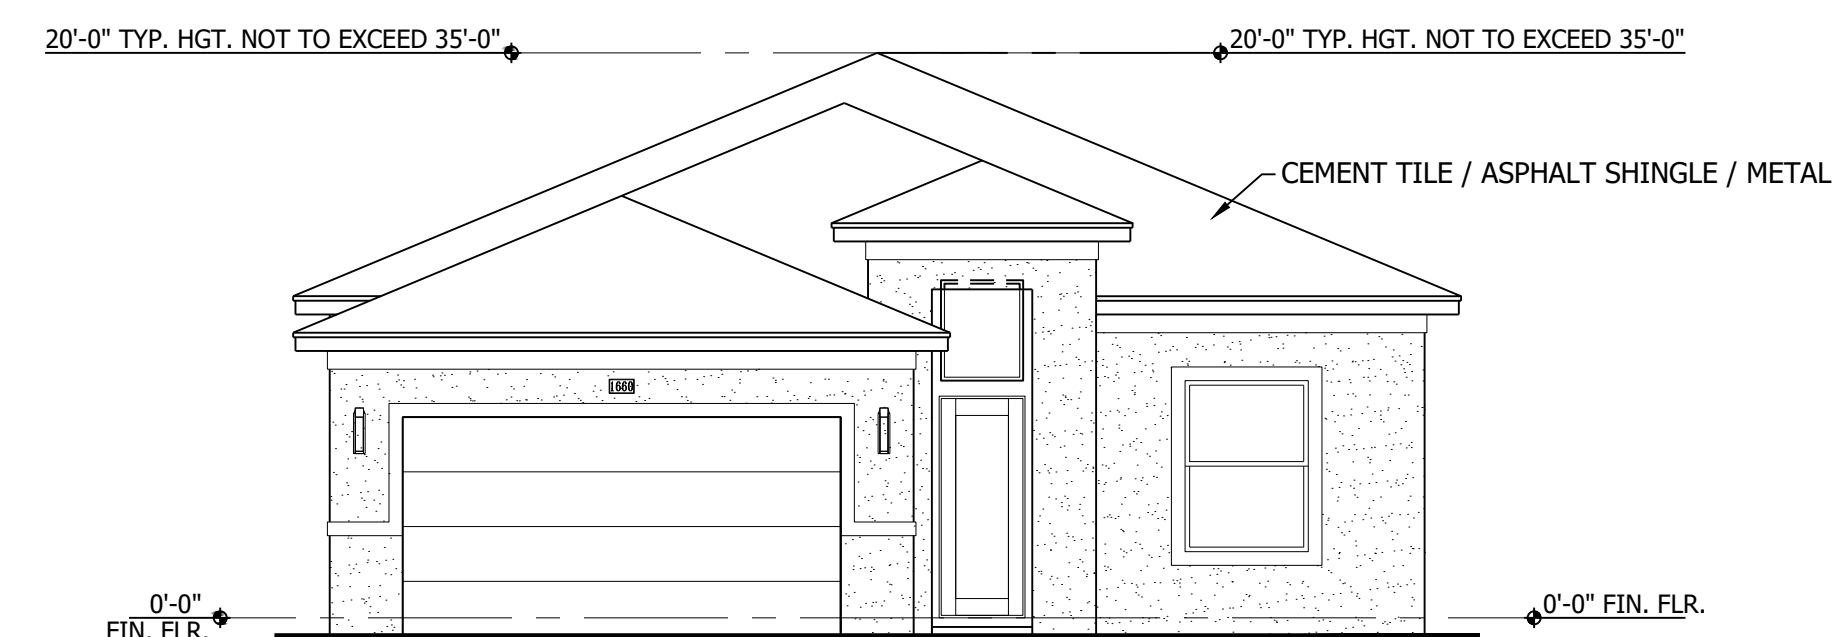 20'-0" TYP. HGT. NOT TO EXCEED 35'-0"
20'-0" TYP. HGT. NOT TO EXCEED 35'-0"
CEMENT TILE / ASPHALT SHINGLE / METAL
1660
0'-0"
FIN. FLR.
0'-0" FIN. FLR.